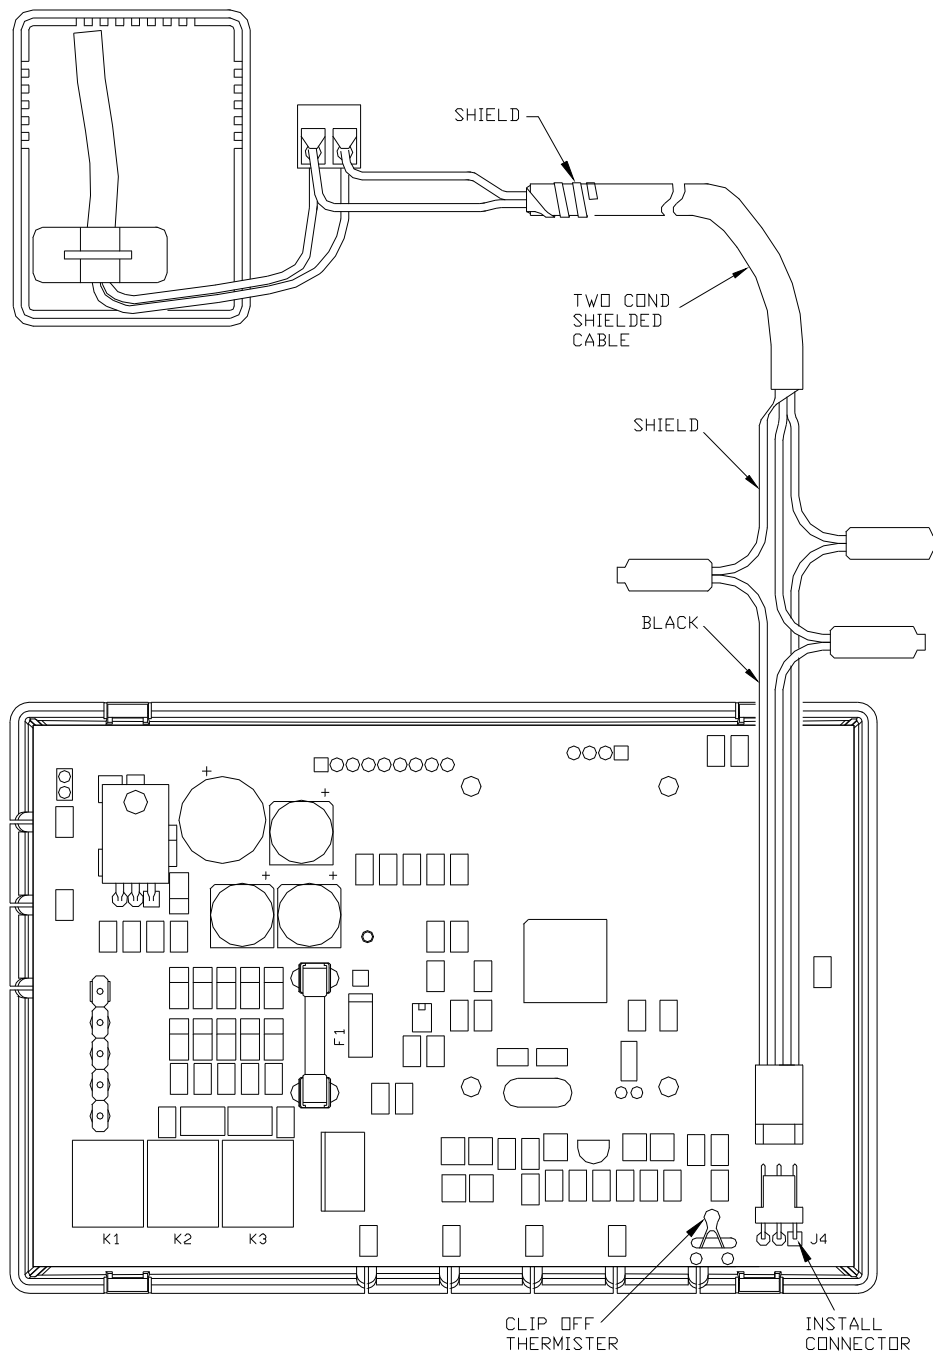 SHIELD
TWO COND
SHIELDED
CABLE
SHIELD
BLACK
+
+
+
+
F1
K1
K2
K3
J4
CLIP OFF
THERMISTER
INSTALL
CONNECTOR